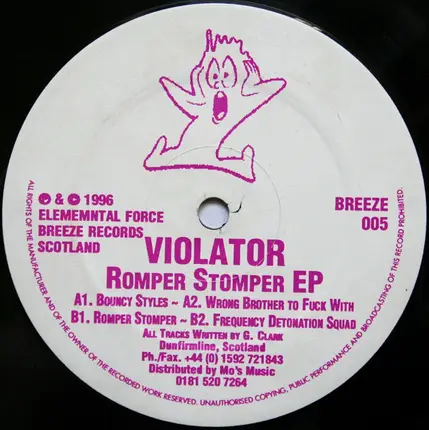 ℗ & © 1996
ELEMEMNTAL FORCE
BREEZE RECORDS
SCOTLAND
BREEZE
005
VIOLATOR
ROMPER STOMPER EP
A1. BOUNCY STYLES ~ A2. WRONG BROTHER TO FUCK WITH
B1. ROMPER STOMPER ~ B2. FREQUENCY DETONATION SQUAD
ALL TRACKS WRITTEN BY G. CLARK
DUNFIRMLINE, SCOTLAND
PH./FAX. +44 (0) 1592 721843
DISTRIBUTED BY MO'S MUSIC
0181 520 7264
ALL RIGHTS OF THE MANUFACTURER AND OF THE OWNER OF THE RECORDED WORK RESERVED. UNAUTHORISED COPYING, PUBLIC PERFORMANCE AND BROADCASTING OF THIS RECORD PROHIBITED.